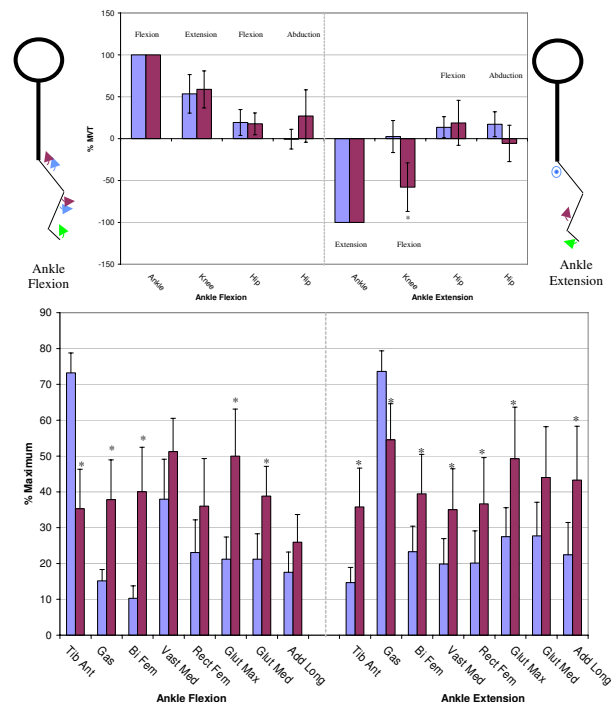 Flexion Extension Flexion Abduction
Flexion Abduction
Extension Flexion
% MVT
150
100
50
0
-50
-100
-150
*
Ankle Knee Hip Hip Ankle Knee Hip Hip
Ankle Flexion Ankle Extension
Ankle
Flexion
Ankle
Extension
% Maximum
90
80
70
60
50
40
30
20
10
0
* * * * *
* * * * * *
Tib Ant Gas Bi Fem Vast Med Rect Fem Glut Max Glut Med Add Long
Tib Ant Gas Bi Fem Vast Med Rect Fem Glut Max Glut Med Add Long
Ankle Flexion Ankle Extension